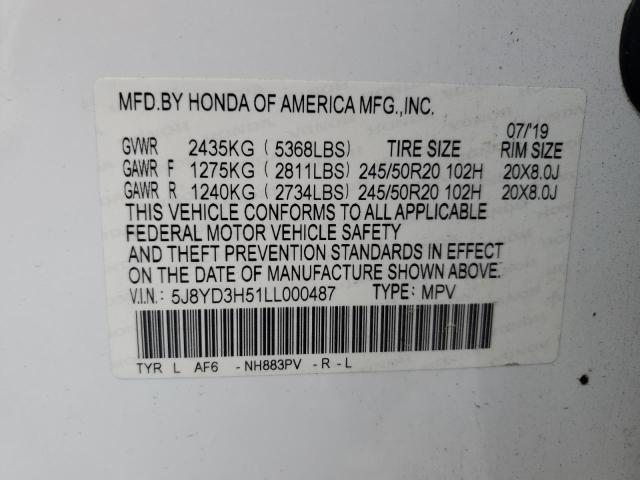 MFD.BY HONDA OF AMERICA MFG.,INC.
07/'19
GVWR 2435KG ( 5368LBS) TIRE SIZE RIM SIZE
GAWR F 1275KG ( 2811LBS) 245/50R20 102H 20X8.0J
GAWR R 1240KG ( 2734LBS) 245/50R20 102H 20X8.0J
THIS VEHICLE CONFORMS TO ALL APPLICABLE
FEDERAL MOTOR VEHICLE SAFETY
AND THEFT PREVENTION STANDARDS IN EFFECT
ON THE DATE OF MANUFACTURE SHOWN ABOVE.
V.I.N.: 5J8YD3H51LL000487 TYPE: MPV
TYR L AF6 - NH883PV - R - L